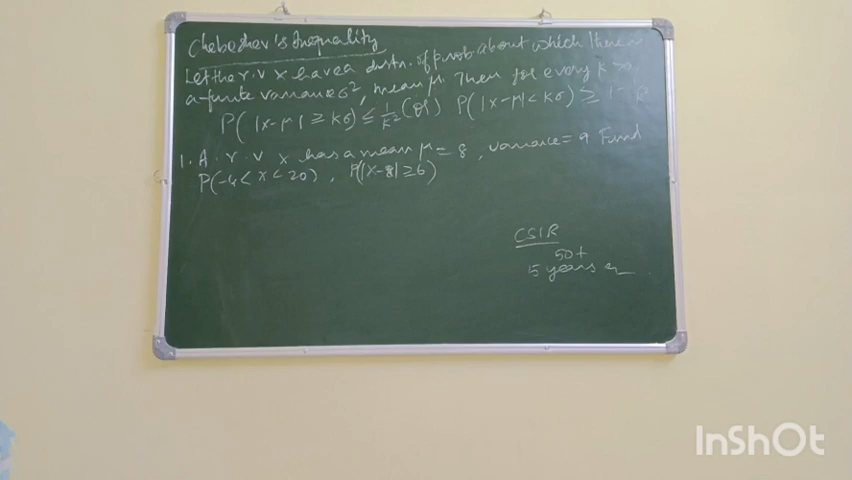 Chebeshev's Inequality
Let the r.v X have a distn. of prob about which there is
a finite variance σ², mean μ. Then for every k >0,
P( |X-μ| ≥ kσ) ≤ 1/k² (or) P( |X-μ| < kσ) ≥ 1 -
1. A. r.v X has a mean μ = 8, variance = 9 Find
P(-4 < X < 20), P(|X-8| ≥ 6)
CSIR
50+
5 years
InShOt